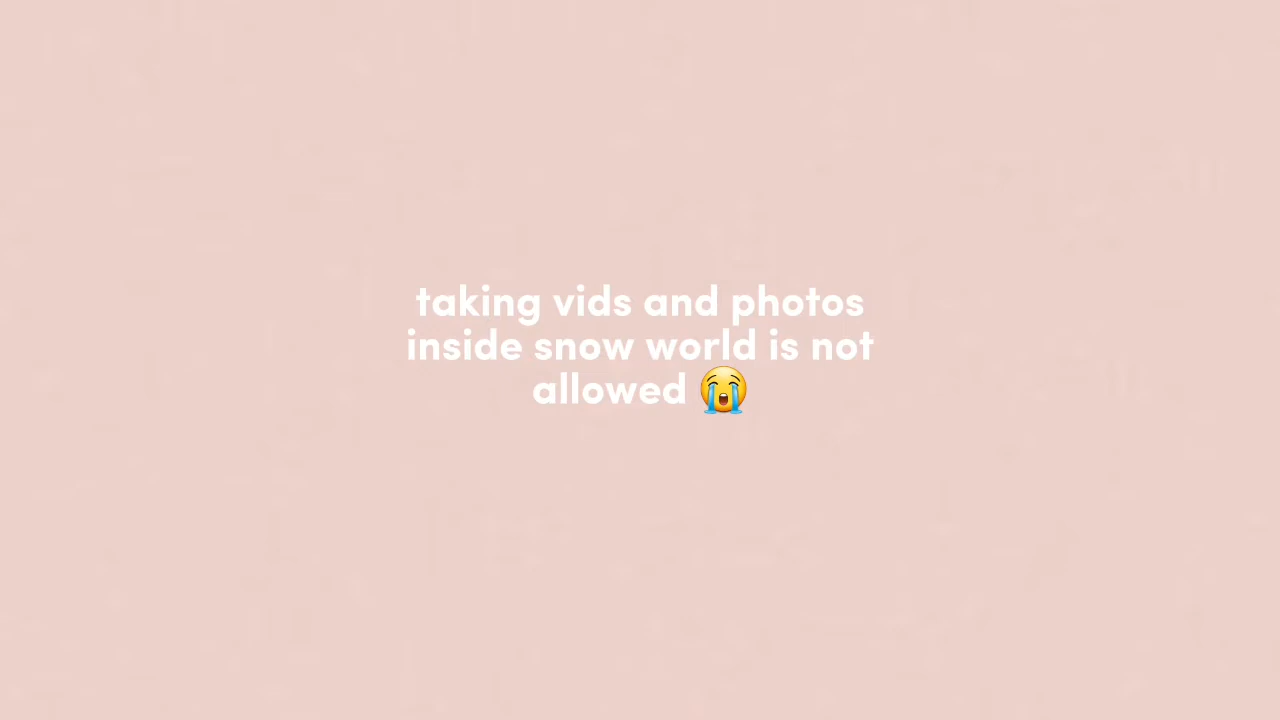 taking vids and photos
inside snow world is not
allowed 😭